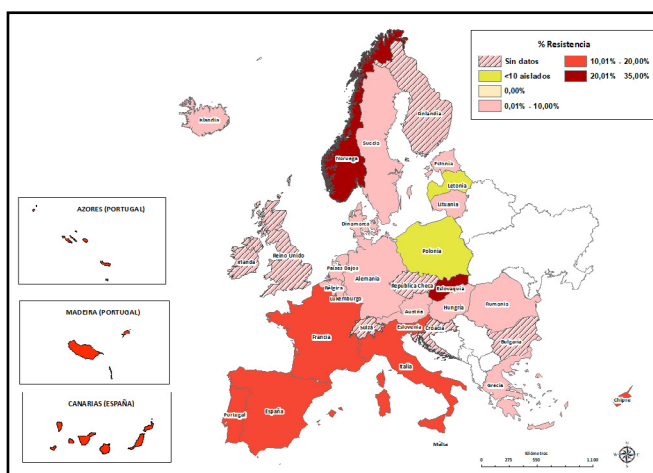 % Resistencia
Sin datos
<10 aislados
0,00%
0,01% - 10,00%
10,01% - 20,00%
20,01% 35,00%
AZORES (PORTUGAL)
MADEIRA (PORTUGAL)
CANARIAS (ESPAÑA)
Islandia
Finlandia
Suecia
Noruega
Estonia
Letonia
Lituania
Dinamarca
Irlanda
Reino Unido
Países Bajos
Bélgica
Luxemburgo
Alemania
Polonia
República Checa
Eslovaquia
Austria
Hungría
Rumania
Suiza
Eslovenia
Croacia
Bulgaria
Francia
Italia
Grecia
Portugal
España
Malta
Chipre
Kilómetros
0 275 550 1.100